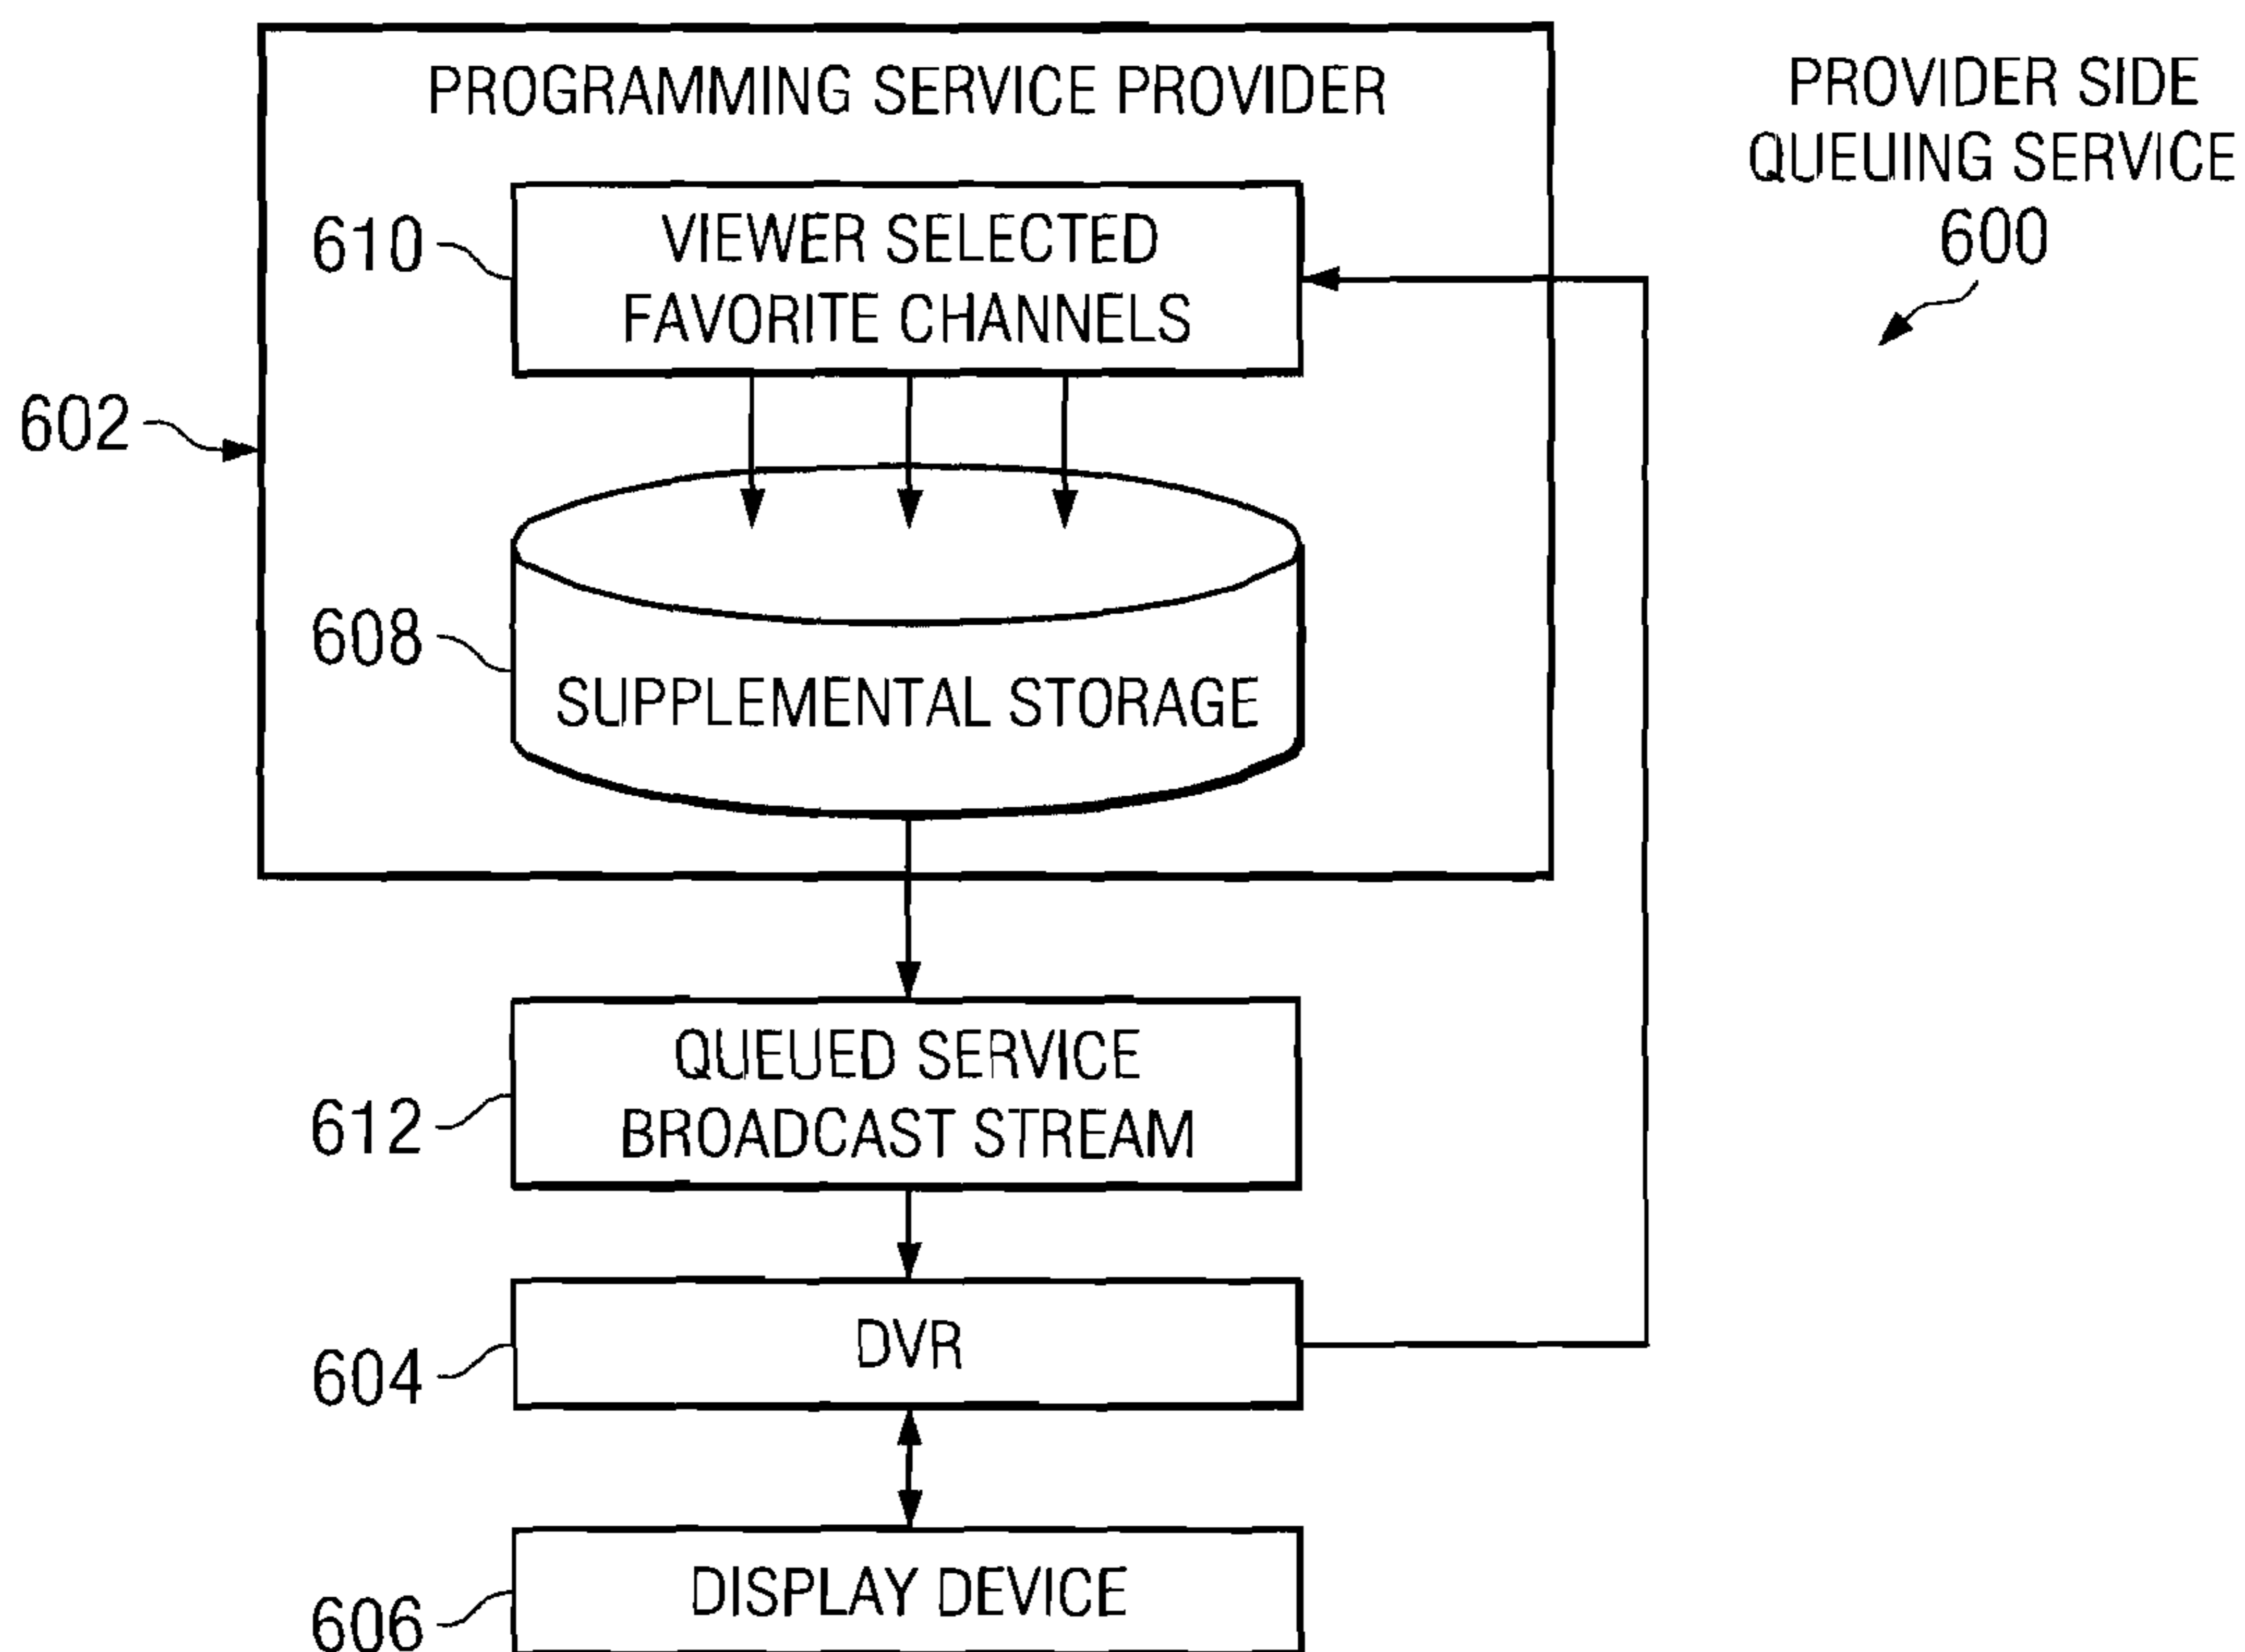 PROGRAMMING SERVICE PROVIDER
PROVIDER SIDE
QUEUING SERVICE
600
610
VIEWER SELECTED
FAVORITE CHANNELS
602
608
SUPPLEMENTAL STORAGE
612
QUEUED SERVICE
BROADCAST STREAM
604
DVR
606
DISPLAY DEVICE